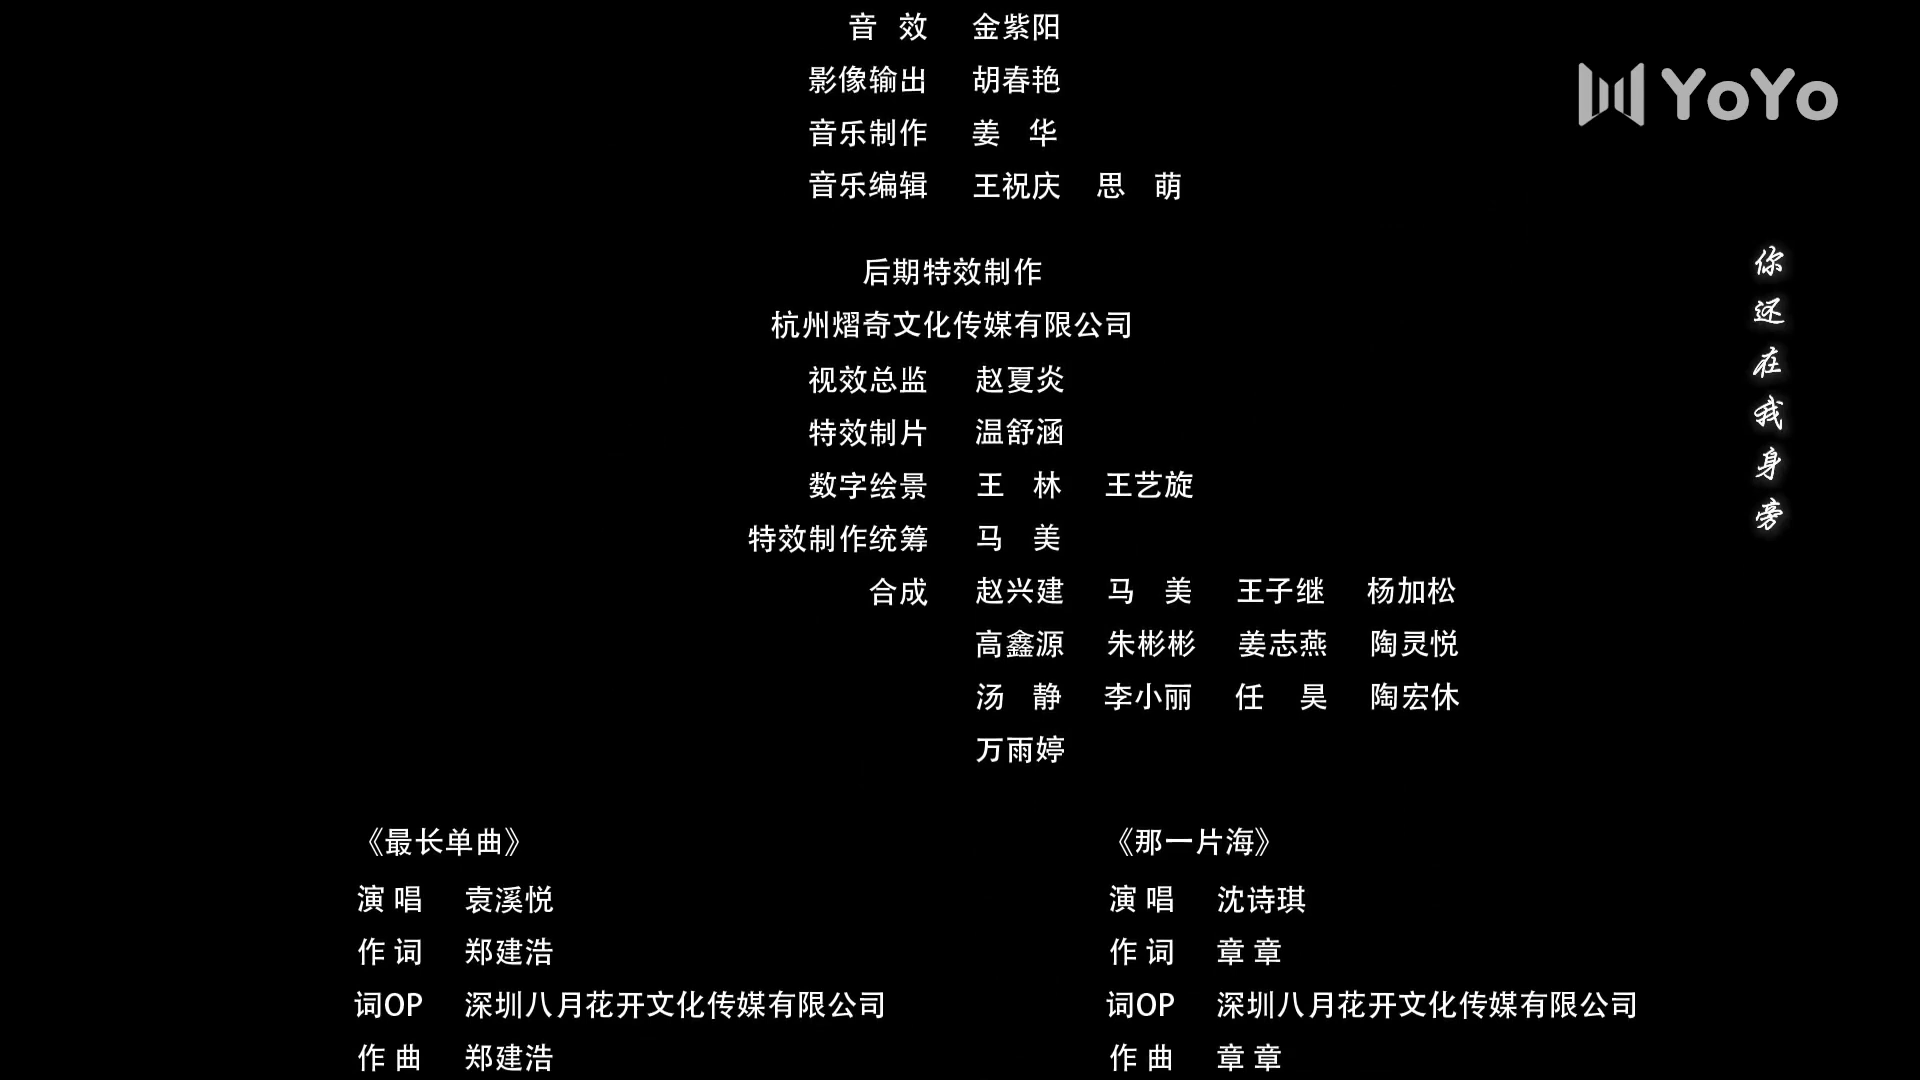 音 效 金紫阳
影像输出 胡春艳
音乐制作 姜 华
音乐编辑 王祝庆 思 萌
YoYo
后期特效制作
杭州熠奇文化传媒有限公司
视效总监 赵夏炎
特效制片 温舒涵
数字绘景 王 林 王艺旋
特效制作统筹 马 美
合成 赵兴建 马 美 王子继 杨加松
高鑫源 朱彬彬 姜志燕 陶灵悦
汤 静 李小丽 任 昊 陶宏休
万雨婷
你还在我身旁
《最长单曲》
演 唱 袁溪悦
作 词 郑建浩
词OP 深圳八月花开文化传媒有限公司
作 曲 郑建浩
《那一片海》
演 唱 沈诗琪
作 词 章 章
词OP 深圳八月花开文化传媒有限公司
作 曲 章 章